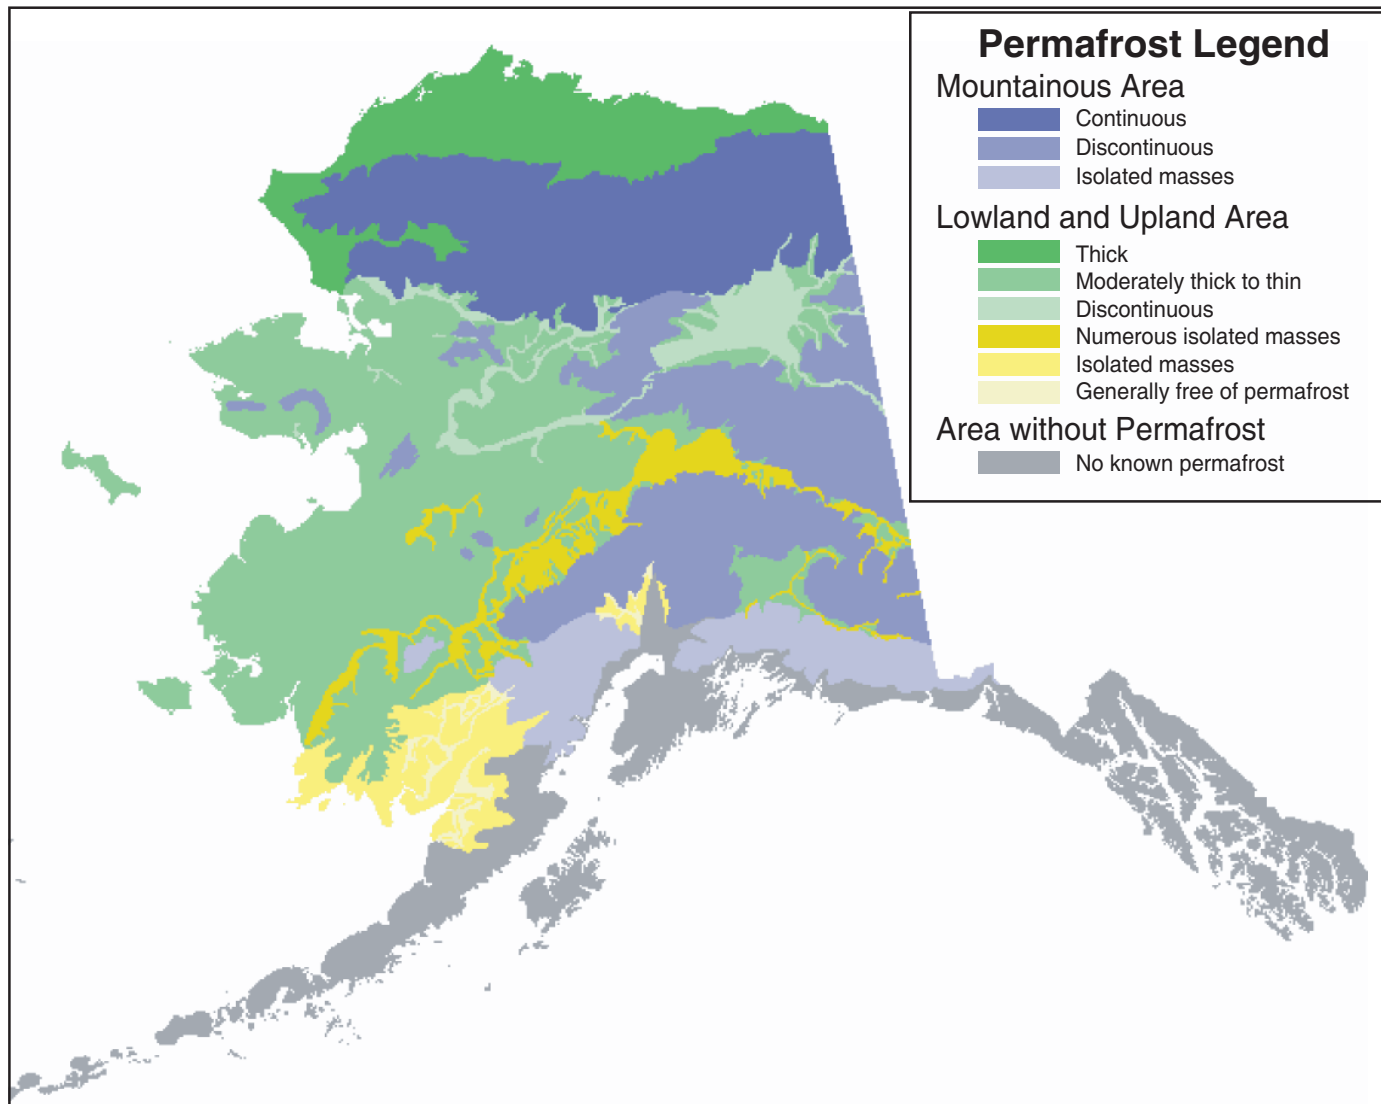 Permafrost Legend
Mountainous Area
Continuous
Discontinuous
Isolated masses
Lowland and Upland Area
Thick
Moderately thick to thin
Discontinuous
Numerous isolated masses
Isolated masses
Generally free of permafrost
Area without Permafrost
No known permafrost